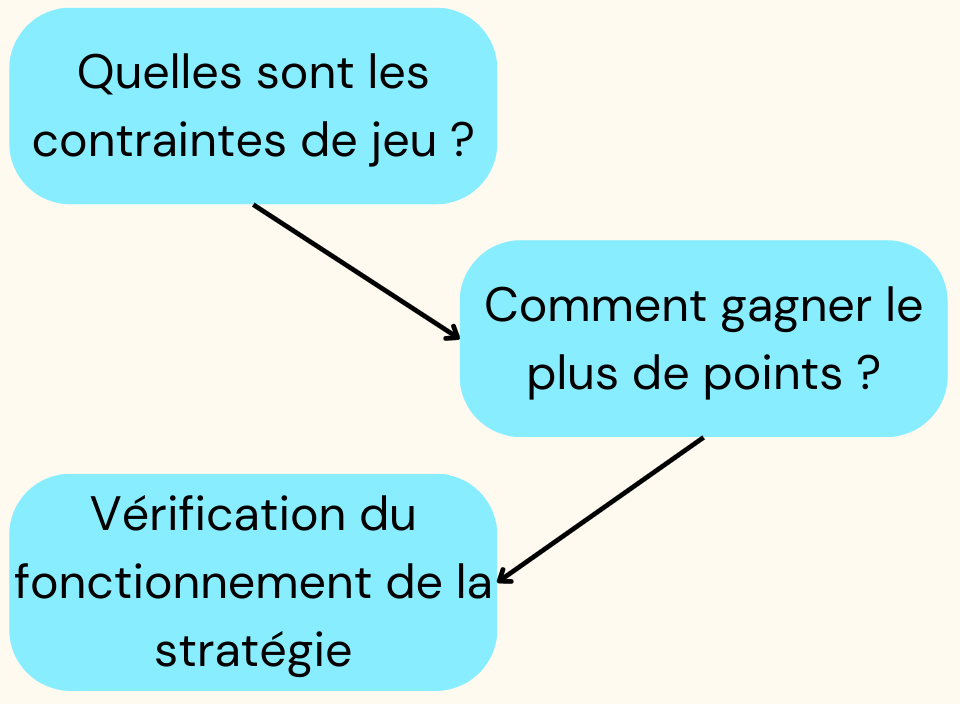 Quelles sont les
contraintes de jeu ?
Comment gagner le
plus de points ?
Vérification du
fonctionnement de la
stratégie